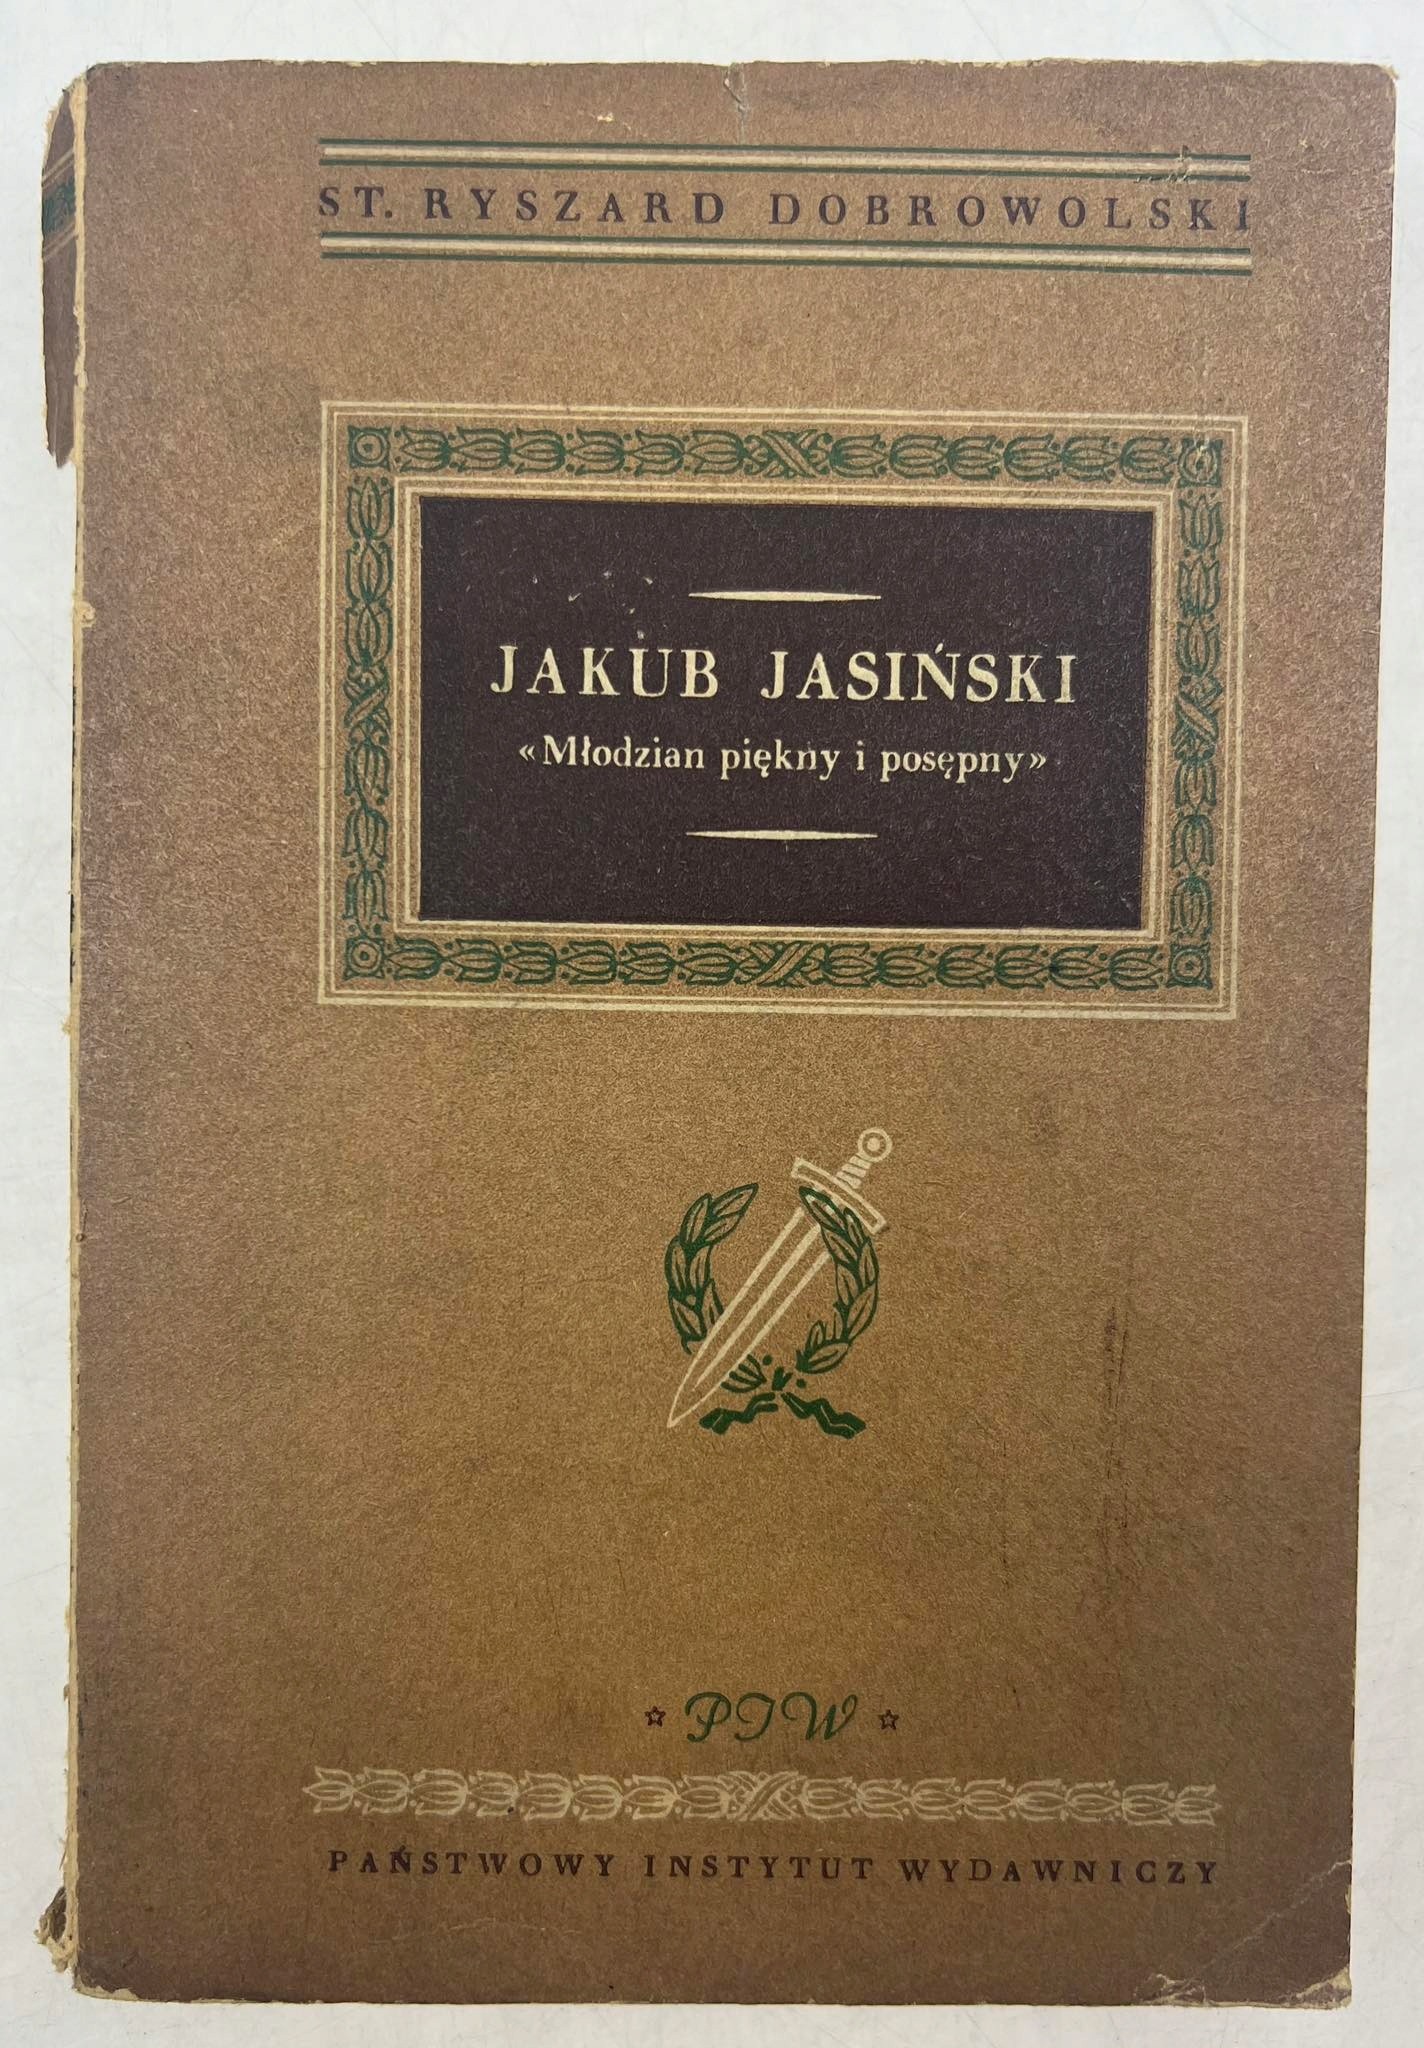 ST. RYSZARD DOBROWOLSKI
JAKUB JASIŃSKI
«Młodzian piękny i posępny»
PIW
PAŃSTWOWY INSTYTUT WYDAWNICZY